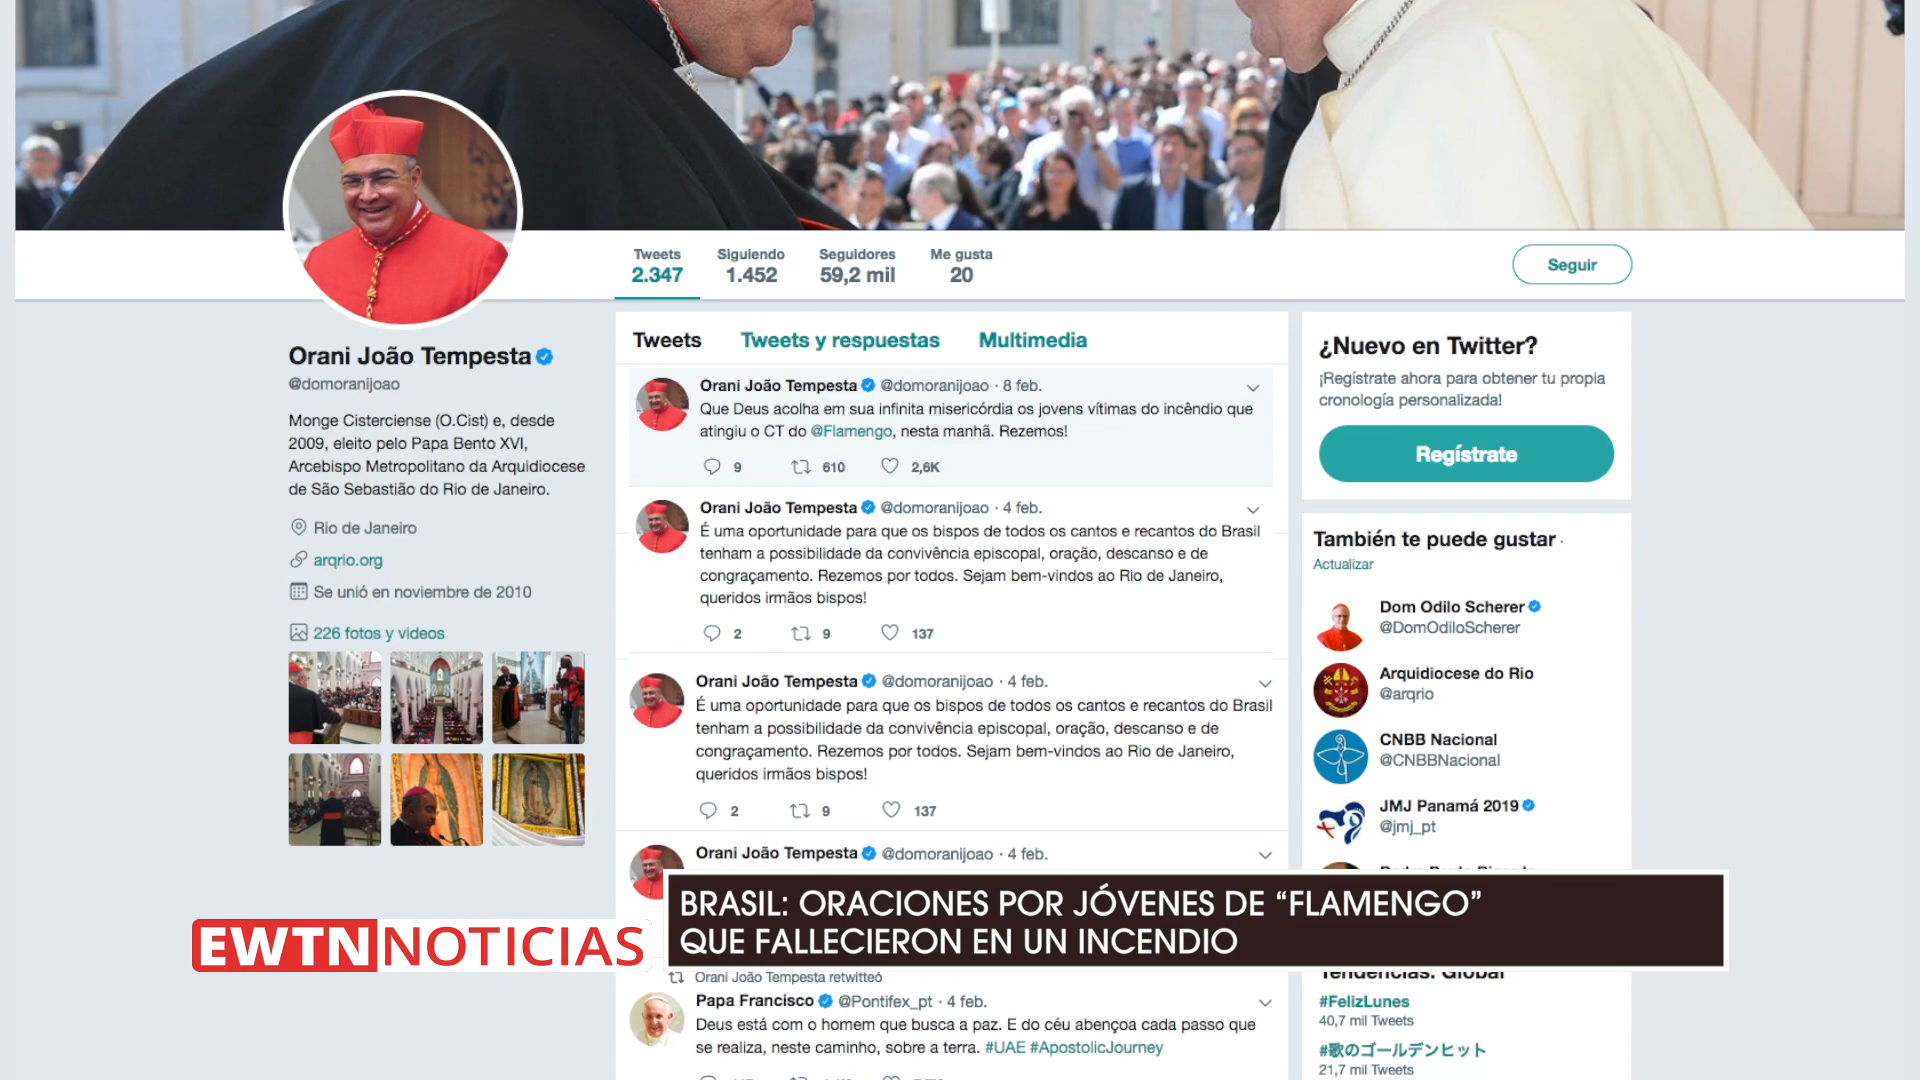 Tweets
2.347
Siguiendo
1.452
Seguidores
59,2 mil
Me gusta
20
Seguir
Orani João Tempesta
@domoranijoao
Monge Cisterciense (O.Cist) e, desde
2009, eleito pelo Papa Bento XVI,
Arcebispo Metropolitano da Arquidiocese
de São Sebastião do Rio de Janeiro.
Rio de Janeiro
arqrio.org
Se unió en noviembre de 2010
226 fotos y videos
Tweets Tweets y respuestas Multimedia
Orani João Tempesta @domoranijoao · 8 feb.
Que Deus acolha em sua infinita misericórdia os jovens vítimas do incêndio que
atingiu o CT do @Flamengo, nesta manhã. Rezemos!
9 610 2,6K
Orani João Tempesta @domoranijoao · 4 feb.
É uma oportunidade para que os bispos de todos os cantos e recantos do Brasil
tenham a possibilidade da convivência episcopal, oração, descanso e de
congraçamento. Rezemos por todos. Sejam bem-vindos ao Rio de Janeiro,
queridos irmãos bispos!
2 9 137
Orani João Tempesta @domoranijoao · 4 feb.
É uma oportunidade para que os bispos de todos os cantos e recantos do Brasil
tenham a possibilidade da convivência episcopal, oração, descanso e de
congraçamento. Rezemos por todos. Sejam bem-vindos ao Rio de Janeiro,
queridos irmãos bispos!
2 9 137
Orani João Tempesta @domoranijoao · 4 feb.
Orani João Tempesta retwitteó
Papa Francisco @Pontifex_pt · 4 feb.
Deus está com o homem que busca a paz. E do céu abençoa cada passo que
se realiza, neste caminho, sobre a terra. #UAE #ApostolicJourney
¿Nuevo en Twitter?
¡Regístrate ahora para obtener tu propia
cronología personalizada!
Regístrate
También te puede gustar ·
Actualizar
Dom Odilo Scherer
@DomOdiloScherer
Arquidiocese do Rio
@arqrio
CNBB Nacional
@CNBBNacional
JMJ Panamá 2019
@jmj_pt
Tendencias: Global
#FelizLunes
40,7 mil Tweets
#歌のゴールデンヒット
21,7 mil Tweets
EWTN NOTICIAS
BRASIL: ORACIONES POR JÓVENES DE “FLAMENGO”
QUE FALLECIERON EN UN INCENDIO